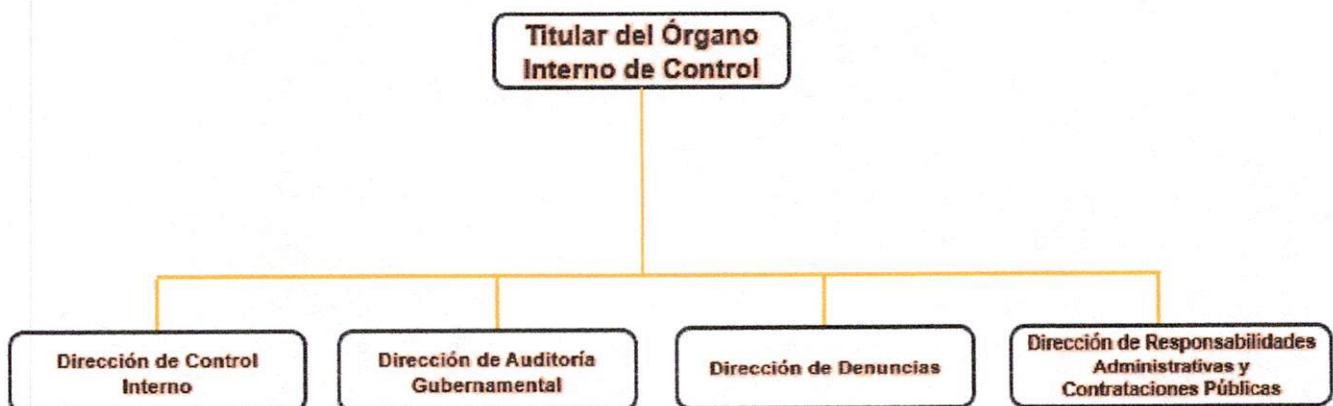 Titular del Órgano
Interno de Control
Dirección de Control
Interno
Dirección de Auditoría
Gubernamental
Dirección de Denuncias
Dirección de Responsabilidades
Administrativas y
Contrataciones Públicas